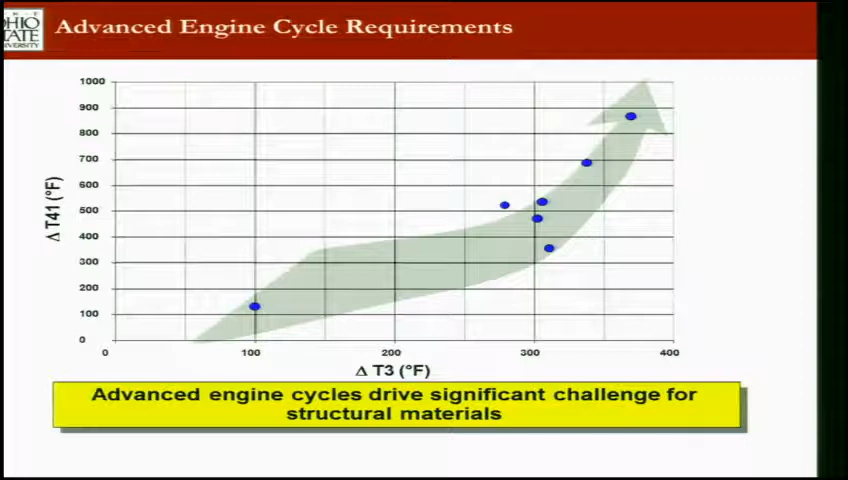 THE
OHIO
STATE
UNIVERSITY
Advanced Engine Cycle Requirements
1000
900
800
700
600
500
400
300
200
100
0
Δ T41 (°F)
0 100 200 300 400
Δ T3 (°F)
Advanced engine cycles drive significant challenge for
structural materials